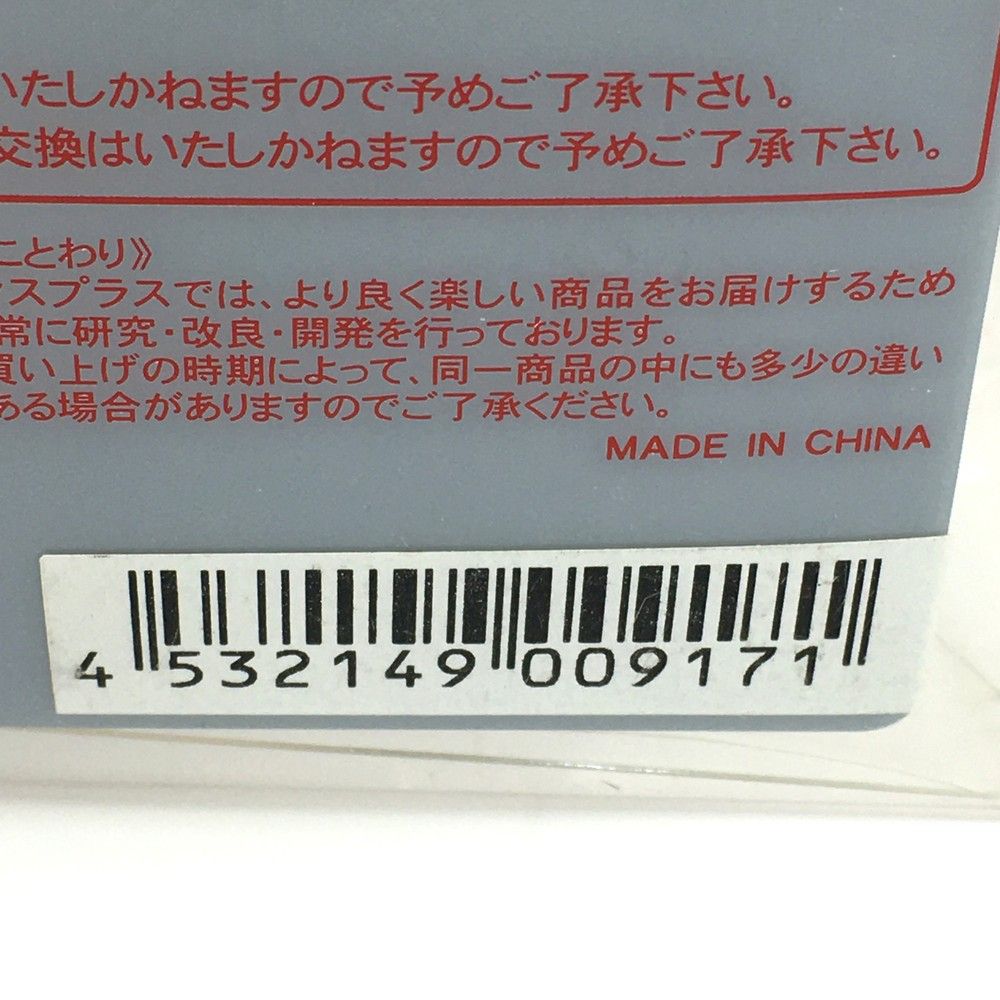 いたしかねますので予めご了承下さい。
交換はいたしかねますので予めご了承下さい。
ことわり》
クスプラスでは、より良く楽しい商品をお届けするため
常に研究・改良・開発を行っております。
買い上げの時期によって、同一商品の中にも多少の違い
ある場合がありますのでご了承ください。
MADE IN CHINA
4 532149 009171